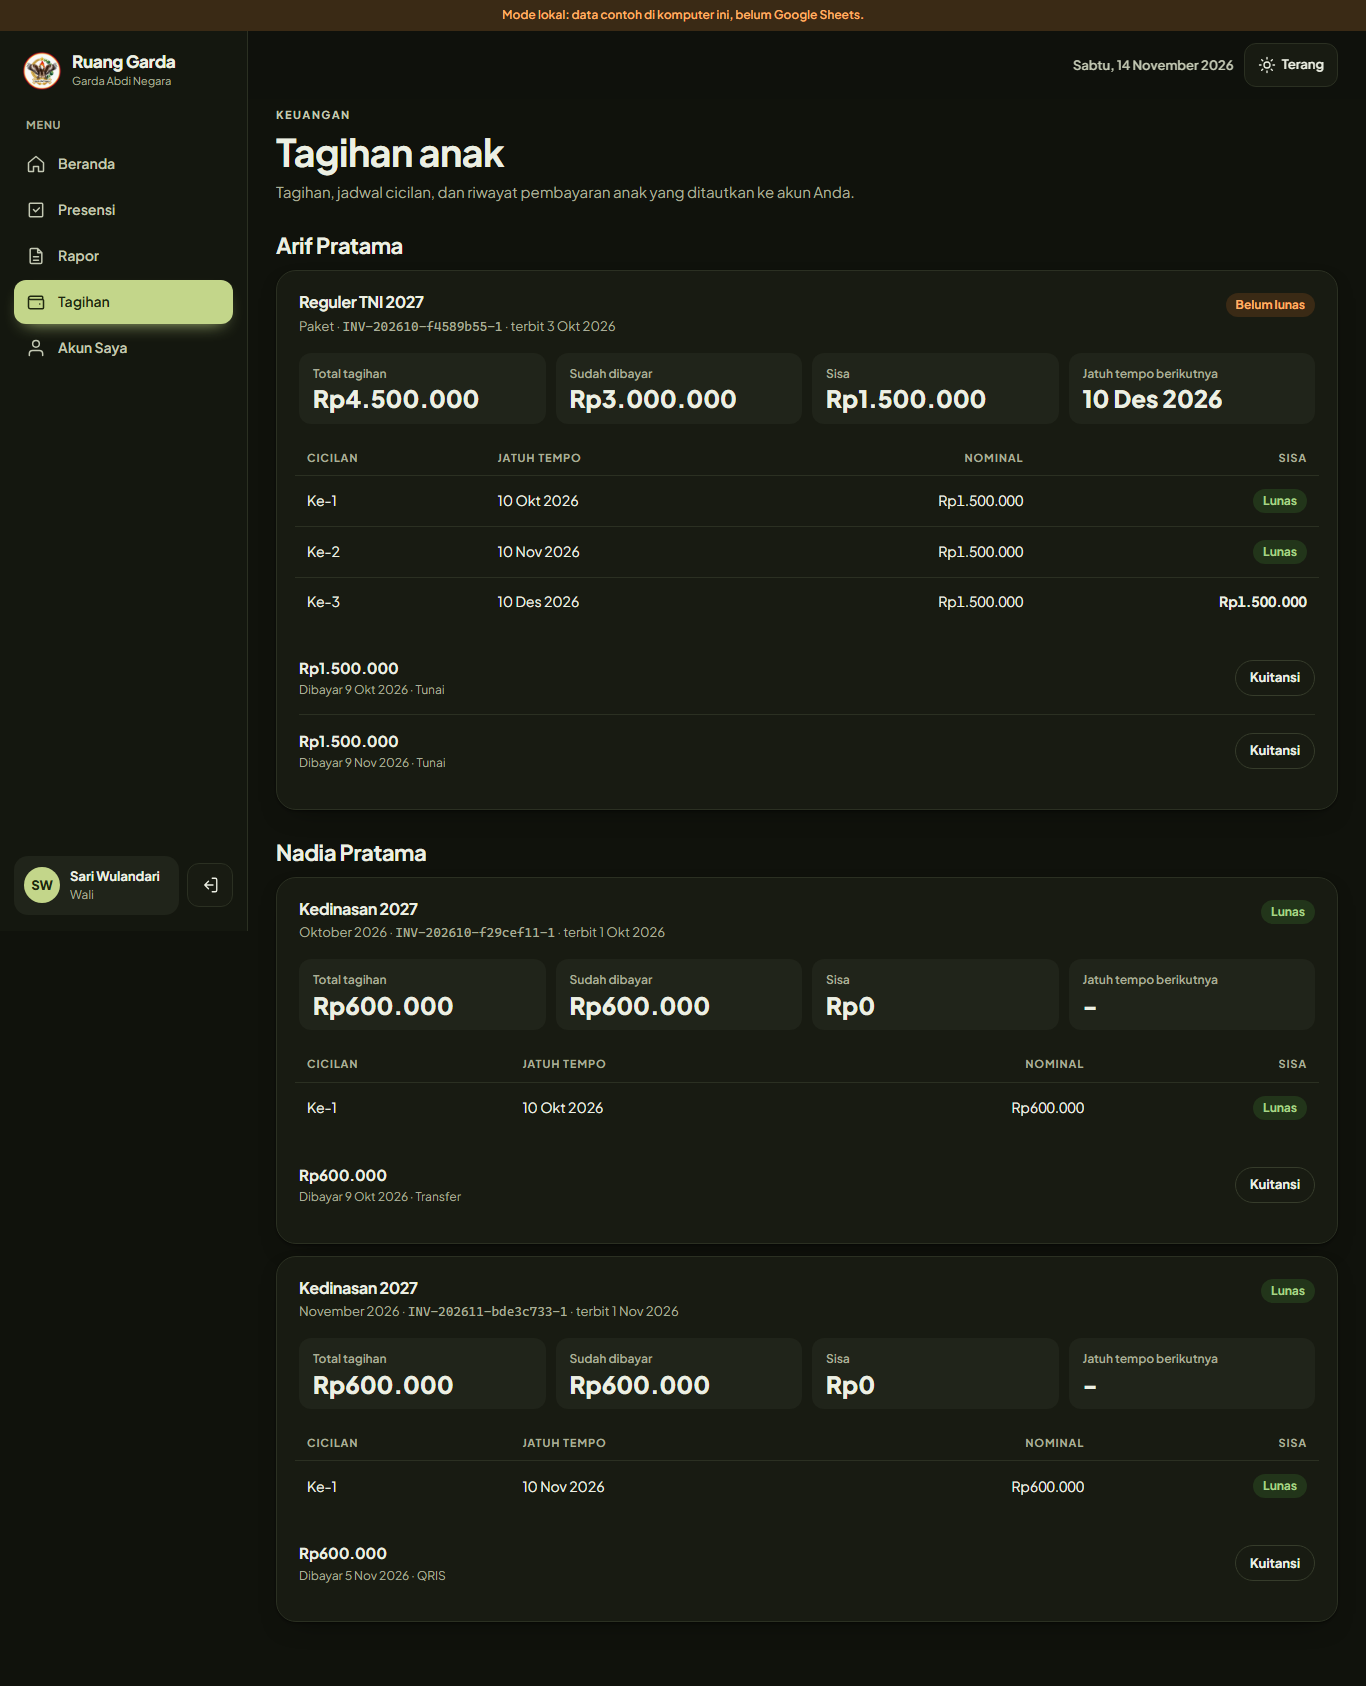 Mode lokal: data contoh di komputer ini, belum Google Sheets.
Ruang Garda
Garda Abdi Negara
Sabtu, 14 November 2026
Terang
MENU
Beranda
Presensi
Rapor
Tagihan
Akun Saya
KEUANGAN
Tagihan anak
Tagihan, jadwal cicilan, dan riwayat pembayaran anak yang ditautkan ke akun Anda.
Arif Pratama
Reguler TNI 2027
Belum lunas
Paket · INV-202610-f4589b55-1 · terbit 3 Okt 2026
Total tagihan
Rp4.500.000
Sudah dibayar
Rp3.000.000
Sisa
Rp1.500.000
Jatuh tempo berikutnya
10 Des 2026
CICILAN JATUH TEMPO NOMINAL SISA
Ke-1 10 Okt 2026 Rp1.500.000 Lunas
Ke-2 10 Nov 2026 Rp1.500.000 Lunas
Ke-3 10 Des 2026 Rp1.500.000 Rp1.500.000
Rp1.500.000
Dibayar 9 Okt 2026 · Tunai
Kuitansi
Rp1.500.000
Dibayar 9 Nov 2026 · Tunai
Kuitansi
Nadia Pratama
Kedinasan 2027
Lunas
Oktober 2026 · INV-202610-f29cef11-1 · terbit 1 Okt 2026
Total tagihan
Rp600.000
Sudah dibayar
Rp600.000
Sisa
Rp0
Jatuh tempo berikutnya
–
CICILAN JATUH TEMPO NOMINAL SISA
Ke-1 10 Okt 2026 Rp600.000 Lunas
Rp600.000
Dibayar 9 Okt 2026 · Transfer
Kuitansi
Kedinasan 2027
Lunas
November 2026 · INV-202611-bde3c733-1 · terbit 1 Nov 2026
Total tagihan
Rp600.000
Sudah dibayar
Rp600.000
Sisa
Rp0
Jatuh tempo berikutnya
–
CICILAN JATUH TEMPO NOMINAL SISA
Ke-1 10 Nov 2026 Rp600.000 Lunas
Rp600.000
Dibayar 5 Nov 2026 · QRIS
Kuitansi
SW
Sari Wulandari
Wali